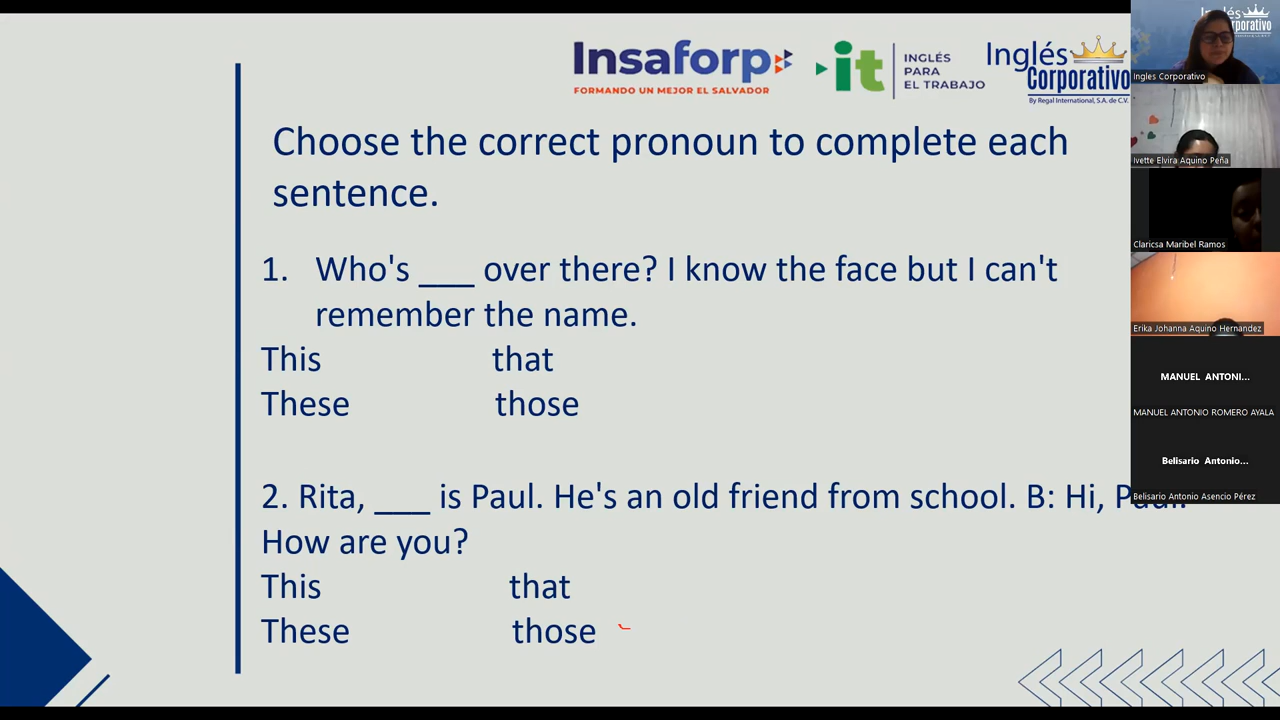 Insaforp
FORMANDO UN MEJOR EL SALVADOR
it
INGLÉS
PARA
EL TRABAJO
Inglés
Corporativo
By Regal International, S.A. de C.V.
Choose the correct pronoun to complete each
sentence.
1. Who's ___ over there? I know the face but I can't
remember the name.
This that
These those
2. Rita, ___ is Paul. He's an old friend from school. B: Hi, Paul.
How are you?
This that
These those
Inglés
Ingles Corporativo
Ivette Elvira Aquino Peña
Claricsa Maribel Ramos
Erika Johanna Aquino Hernandez
MANUEL ANTONI...
MANUEL ANTONIO ROMERO AYALA
Belisario Antonio...
Belisario Antonio Asencio Pérez